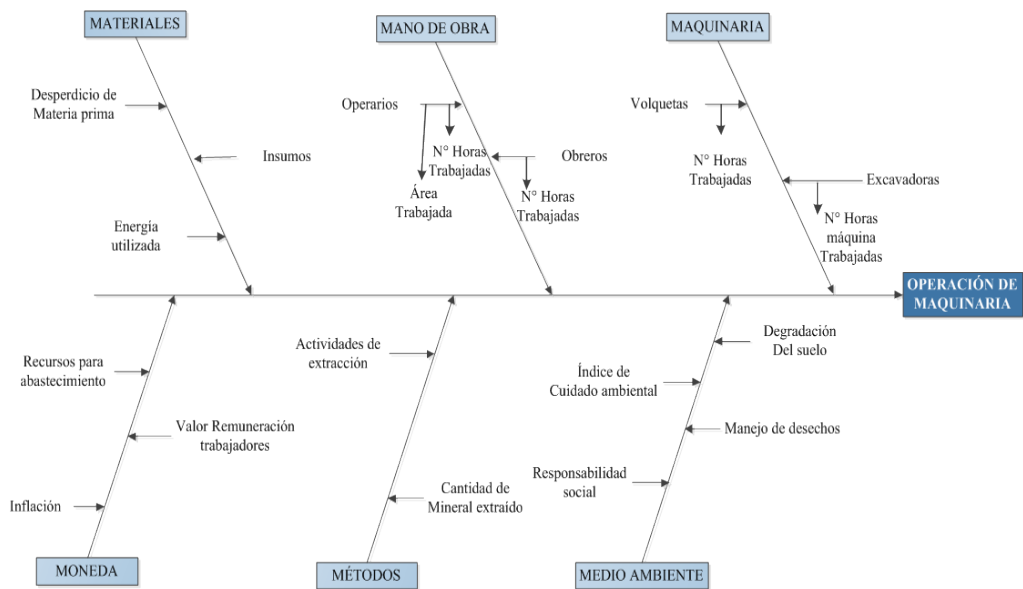 MATERIALES
MANO DE OBRA
MAQUINARIA
Desperdicio de
Materia prima
Insumos
Energía
utilizada
Operarios
N° Horas
Trabajadas
Área
Trabajada
Obreros
N° Horas
Trabajadas
Volquetas
N° Horas
Trabajadas
Excavadoras
N° Horas
máquina
Trabajadas
OPERACIÓN DE
MAQUINARIA
Recursos para
abastecimiento
Valor Remuneración
trabajadores
Inflación
Actividades de
extracción
Cantidad de
Mineral extraído
Degradación
Del suelo
Índice de
Cuidado ambiental
Manejo de desechos
Responsabilidad
social
MONEDA
MÉTODOS
MEDIO AMBIENTE